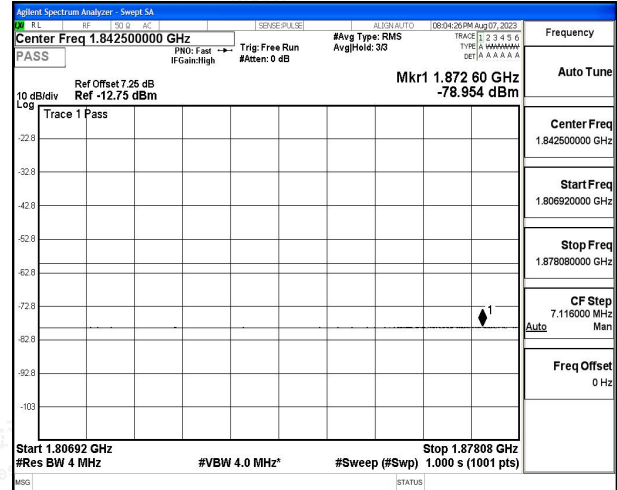 Agilent Spectrum Analyzer - Swept SA
RL RF 50 Ω AC SENSE:PULSE ALIGN AUTO 08:04:26 PM Aug 07, 2023
Center Freq 1.842500000 GHz
PASS
PNO: Fast
IFGain:High
Trig: Free Run
#Atten: 0 dB
#Avg Type: RMS
Avg|Hold: 3/3
TRACE 1 2 3 4 5 6
TYPE A WWWWW
DET A A A A A A
Mkr1 1.872 60 GHz
-78.954 dBm
Ref Offset 7.25 dB
10 dB/div Ref -12.75 dBm
Log
Trace 1 Pass
-22.8
-32.8
-42.8
-52.8
-62.8
-72.8
1
-82.8
-92.8
-103
Start 1.80692 GHz Stop 1.87808 GHz
#Res BW 4 MHz #VBW 4.0 MHz* #Sweep (#Swp) 1.000 s (1001 pts)
MSG STATUS
Frequency
Auto Tune
Center Freq
1.842500000 GHz
Start Freq
1.806920000 GHz
Stop Freq
1.878080000 GHz
CF Step
7.116000 MHz
Auto Man
Freq Offset
0 Hz